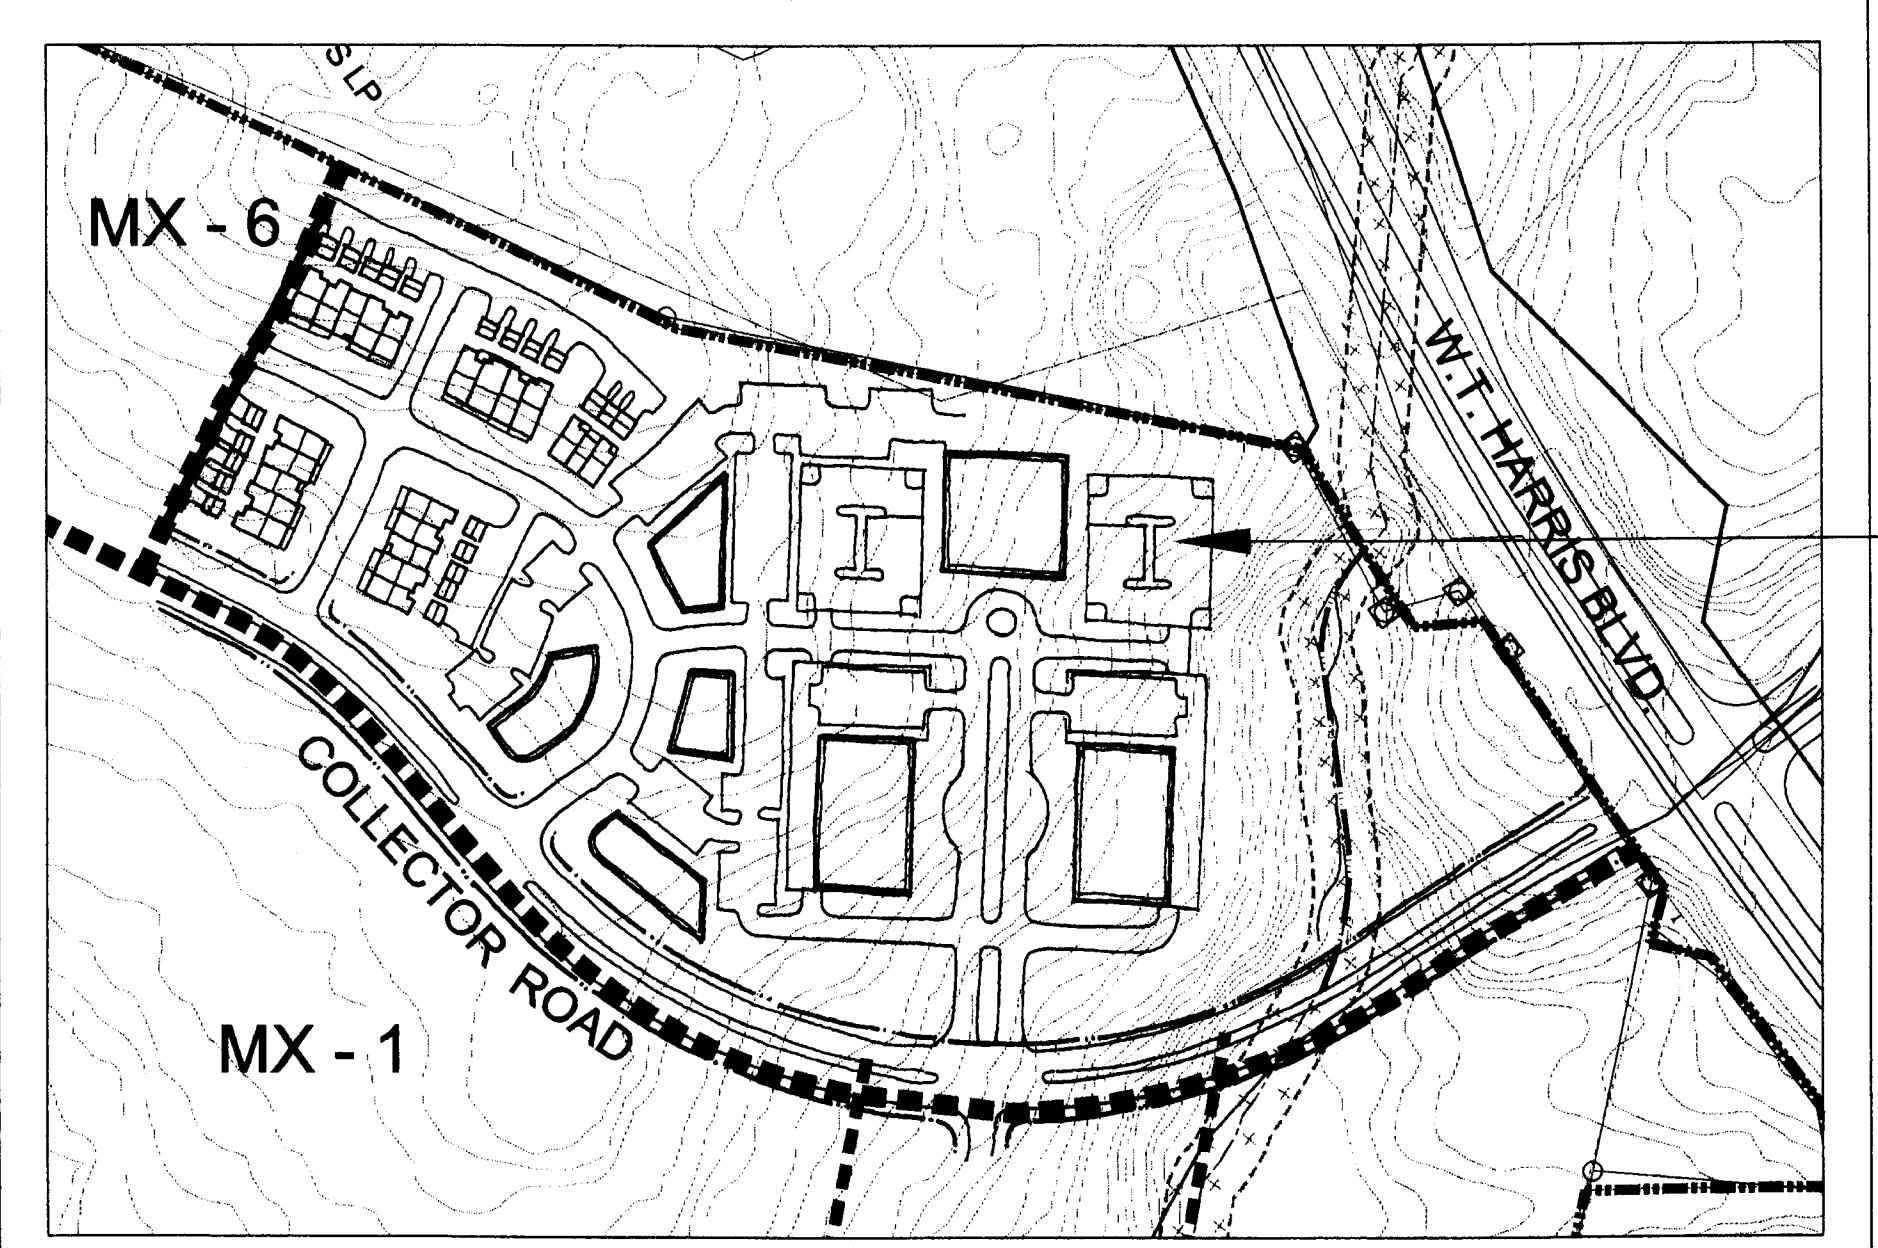 S LP
MX - 6
W.T. HARRIS BLVD.
COLLECTOR ROAD
MX - 1